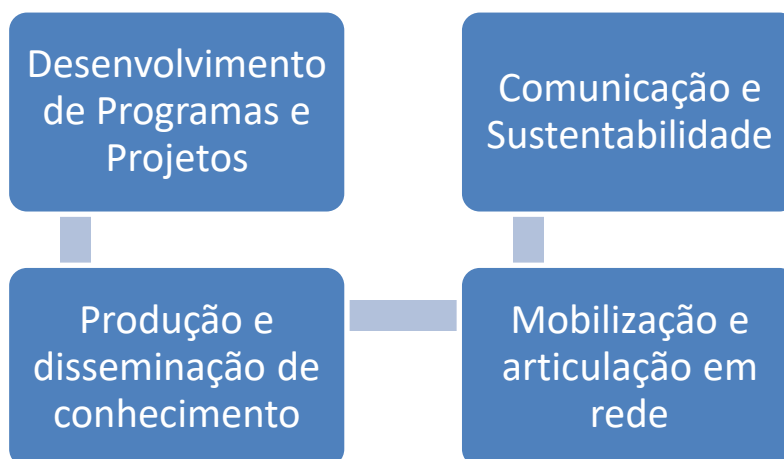 Desenvolvimento
de Programas e
Projetos
Comunicação e
Sustentabilidade
Produção e
disseminação de
conhecimento
Mobilização e
articulação em
rede